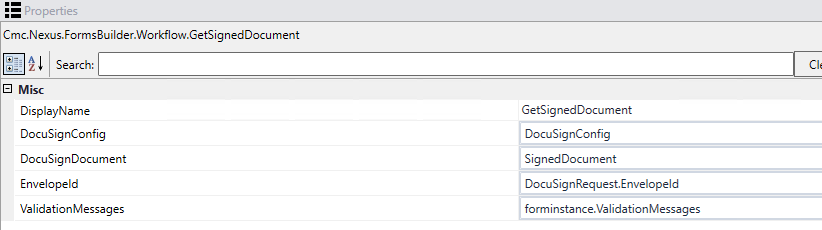 Properties
Cmc.Nexus.FormsBuilder.Workflow.GetSignedDocument
Search:
Misc
DisplayName GetSignedDocument
DocuSignConfig DocuSignConfig
DocuSignDocument SignedDocument
EnvelopeId DocuSignRequest.EnvelopeId
ValidationMessages forminstance.ValidationMessages